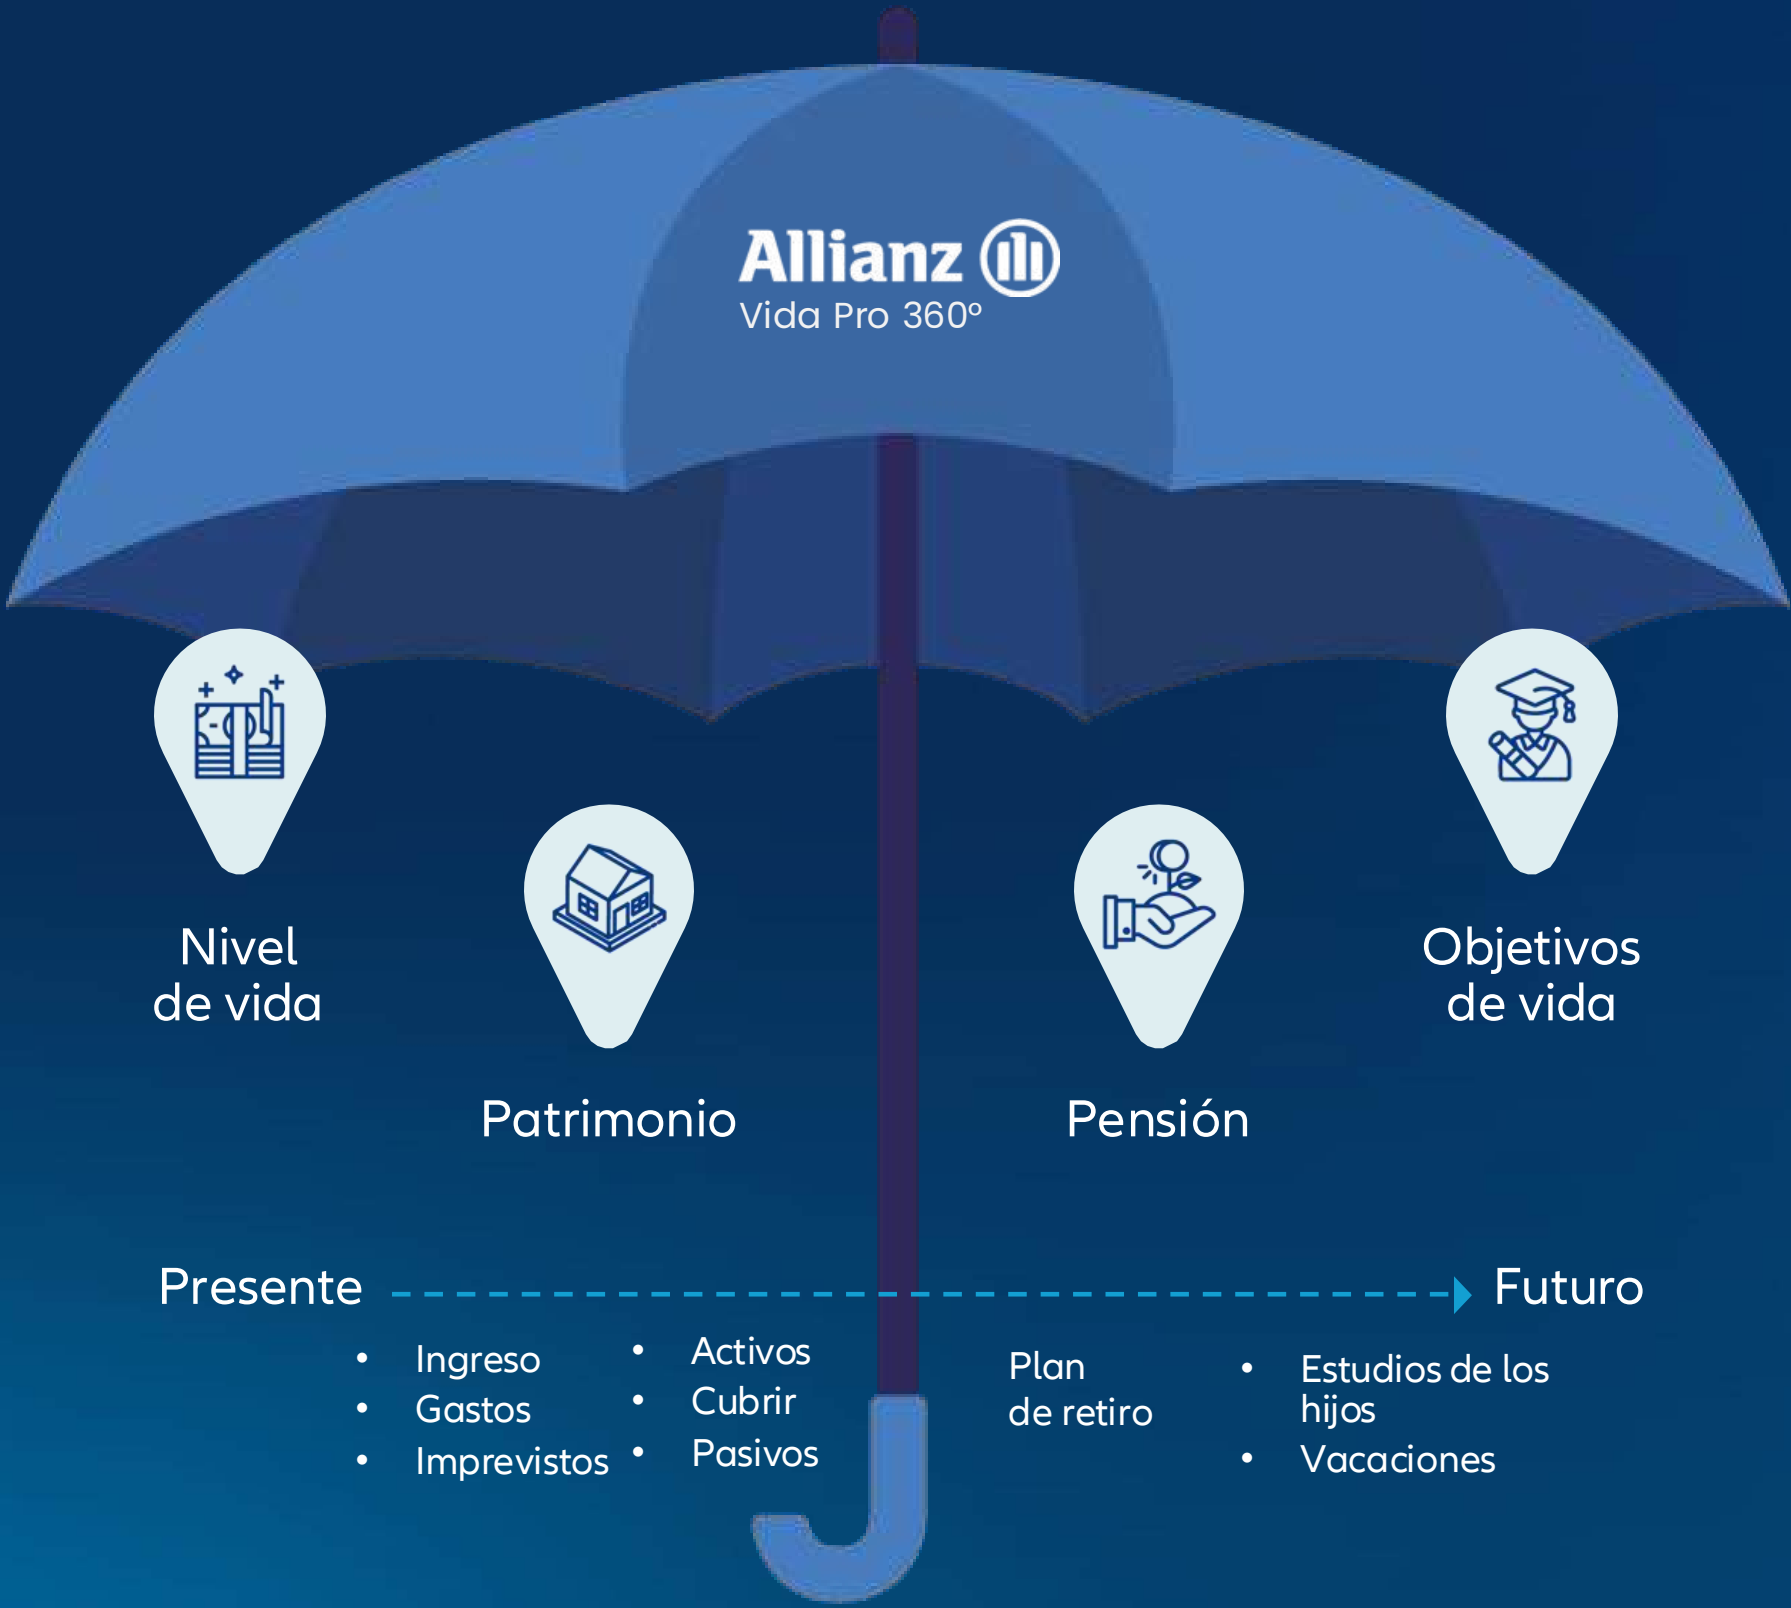 Allianz
Vida Pro 360º
Nivel
de vida
Patrimonio
Pensión
Objetivos
de vida
Presente
Futuro
• Ingreso
• Gastos
• Imprevistos
• Activos
• Cubrir
• Pasivos
Plan
de retiro
• Estudios de los
hijos
• Vacaciones